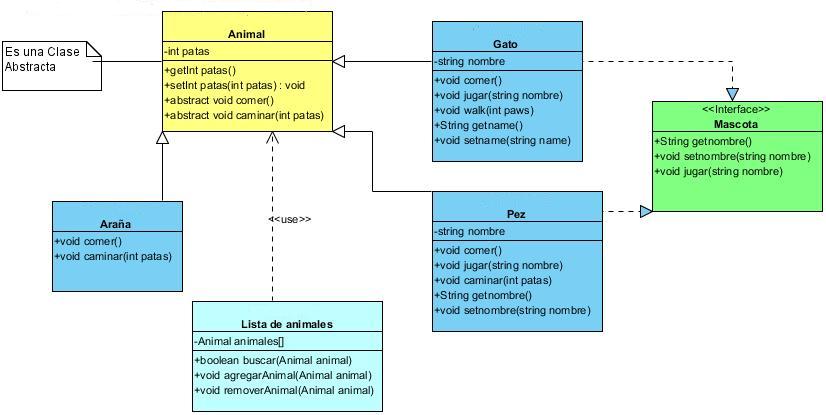 Es una Clase
Abstracta
Animal
-int patas
+getInt patas()
+setInt patas(int patas) : void
+abstract void comer()
+abstract void caminar(int patas)
Gato
-string nombre
+void comer()
+void jugar(string nombre)
+void walk(int paws)
+String getname()
+void setname(string name)
<<Interface>>
Mascota
+String getnombre()
+void setnombre(string nombre)
+void jugar(string nombre)
Araña
+void comer()
+void caminar(int patas)
<<use>>
Pez
-string nombre
+void comer()
+void jugar(string nombre)
+void caminar(int patas)
+String getnombre()
+void setnombre(string nombre)
Lista de animales
-Animal animales[]
+boolean buscar(Animal animal)
+void agregarAnimal(Animal animal)
+void removerAnimal(Animal animal)